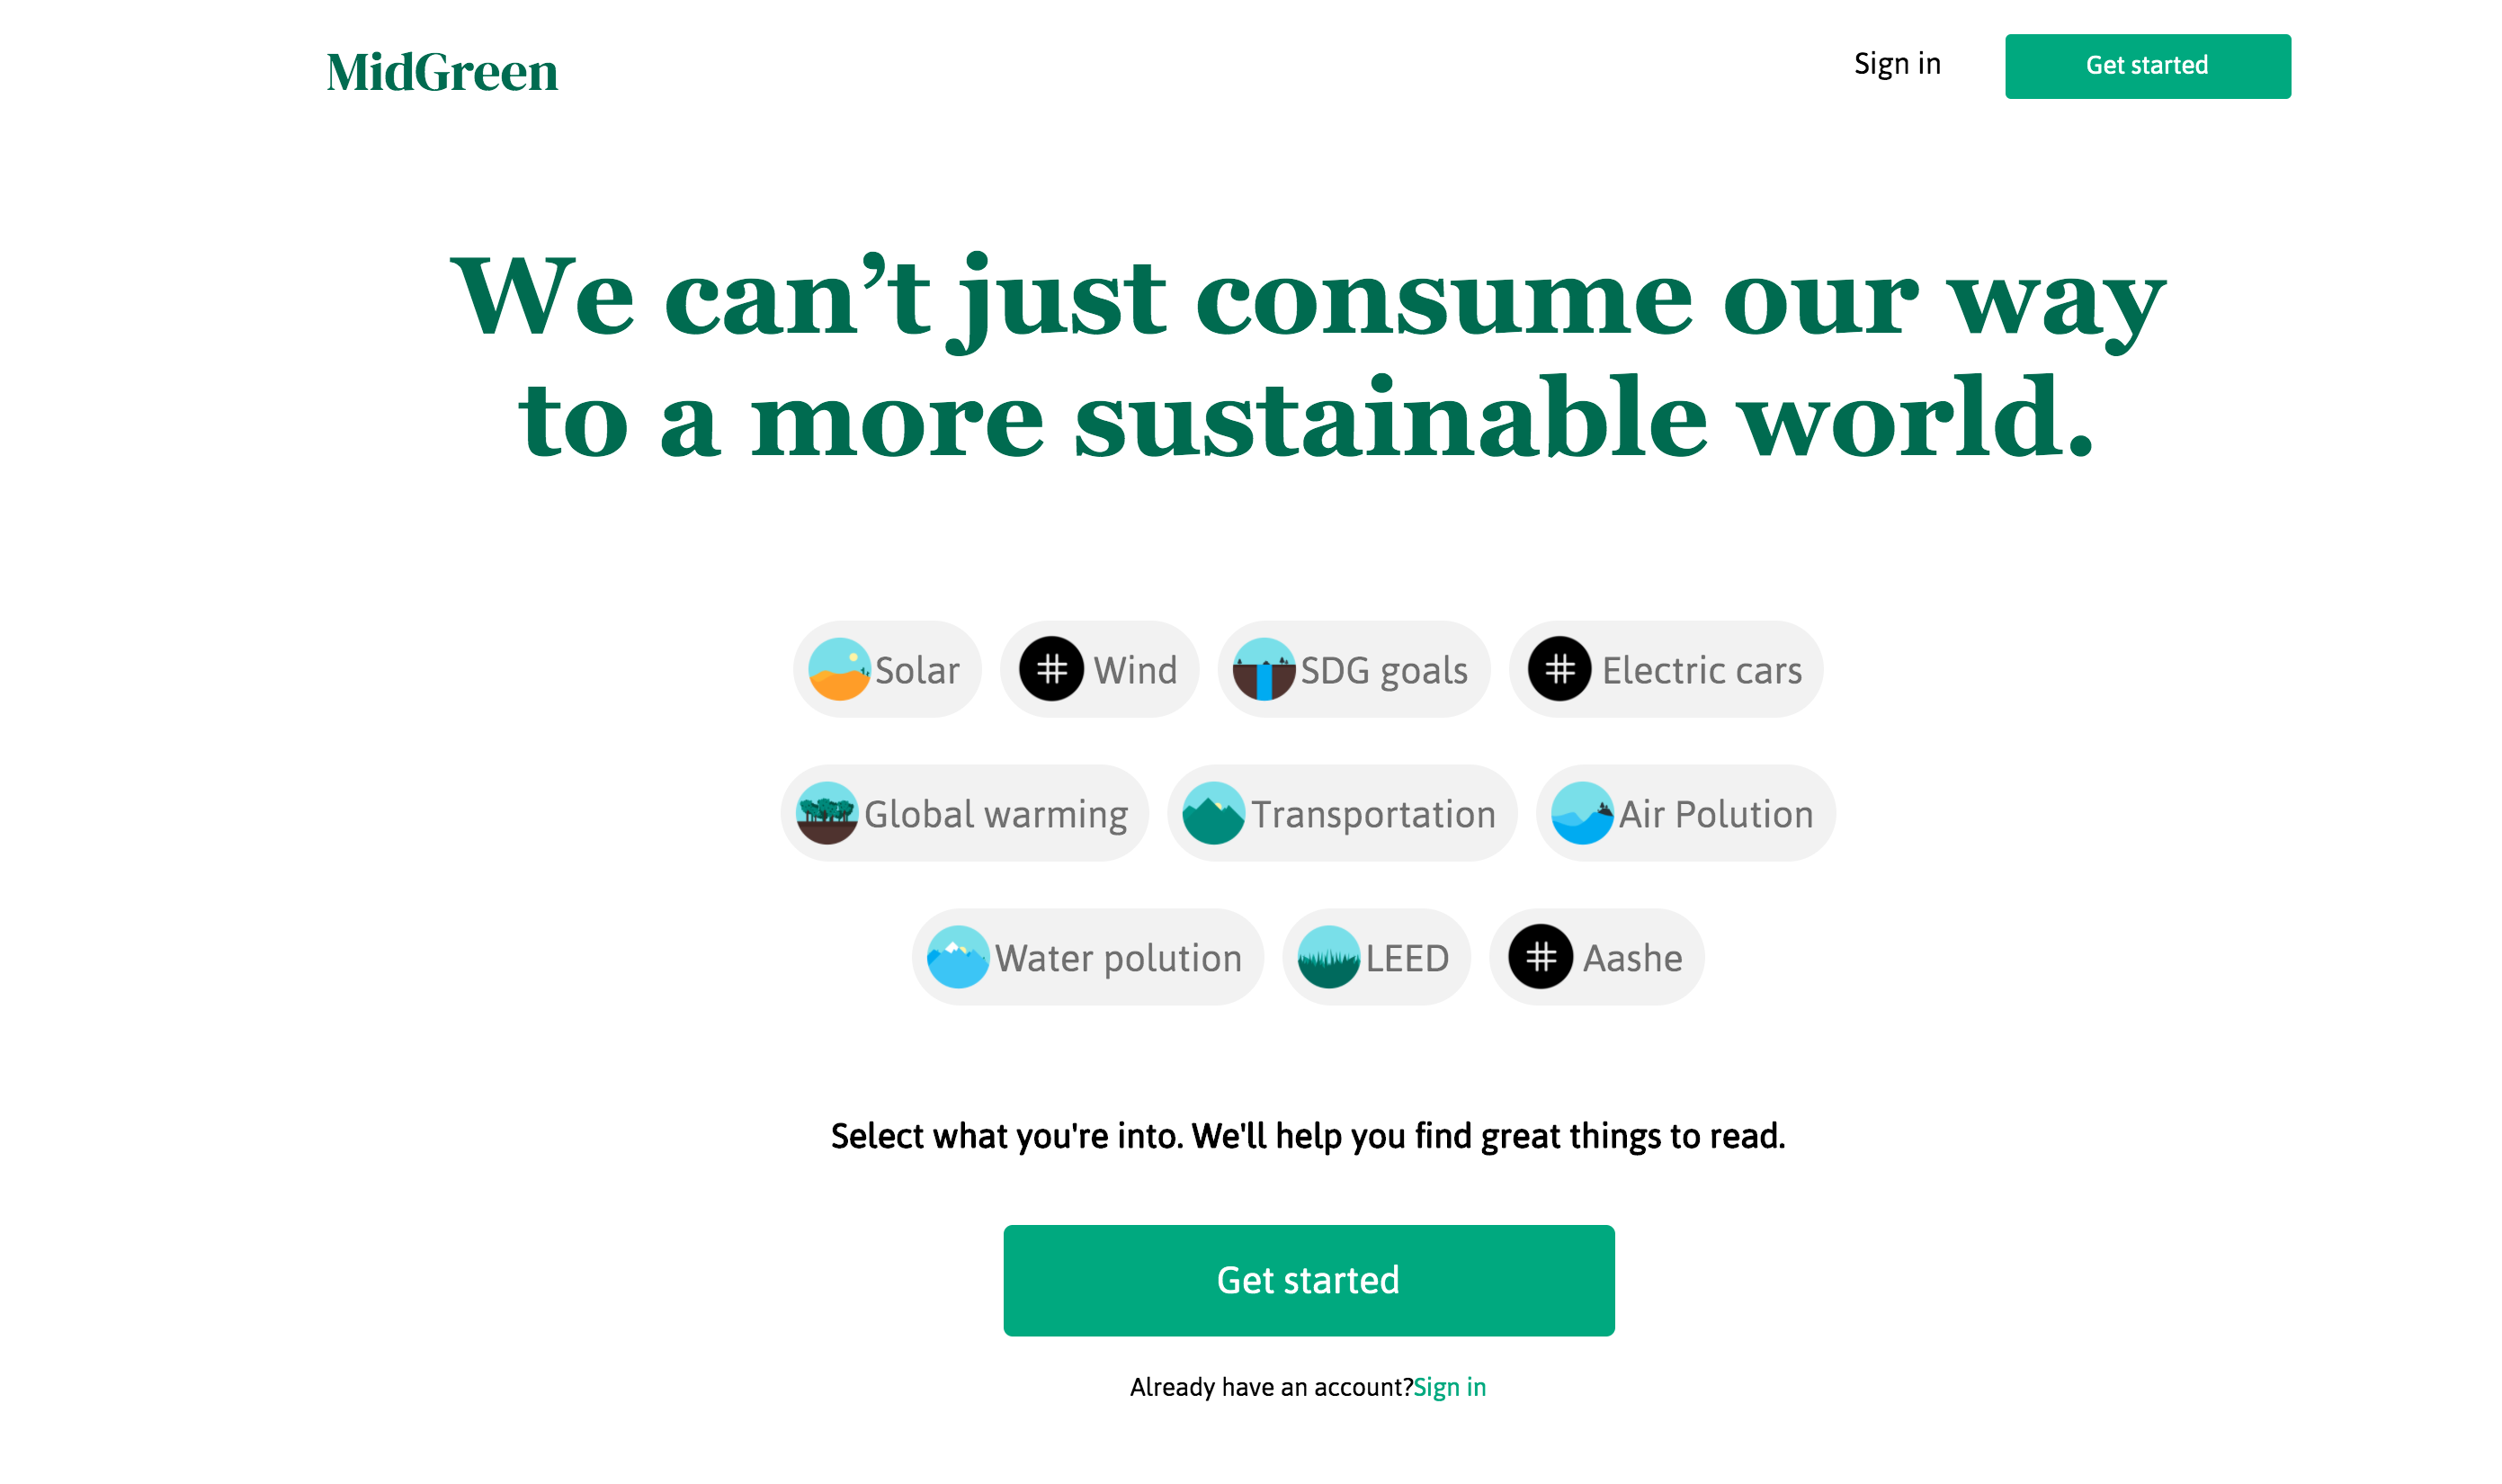 MidGreen
Sign in
Get started
We can’t just consume our way
to a more sustainable world.
Solar
Wind
SDG goals
Electric cars
Global warming
Transportation
Air Polution
Water polution
LEED
Aashe
Select what you're into. We'll help you find great things to read.
Get started
Already have an account?Sign in